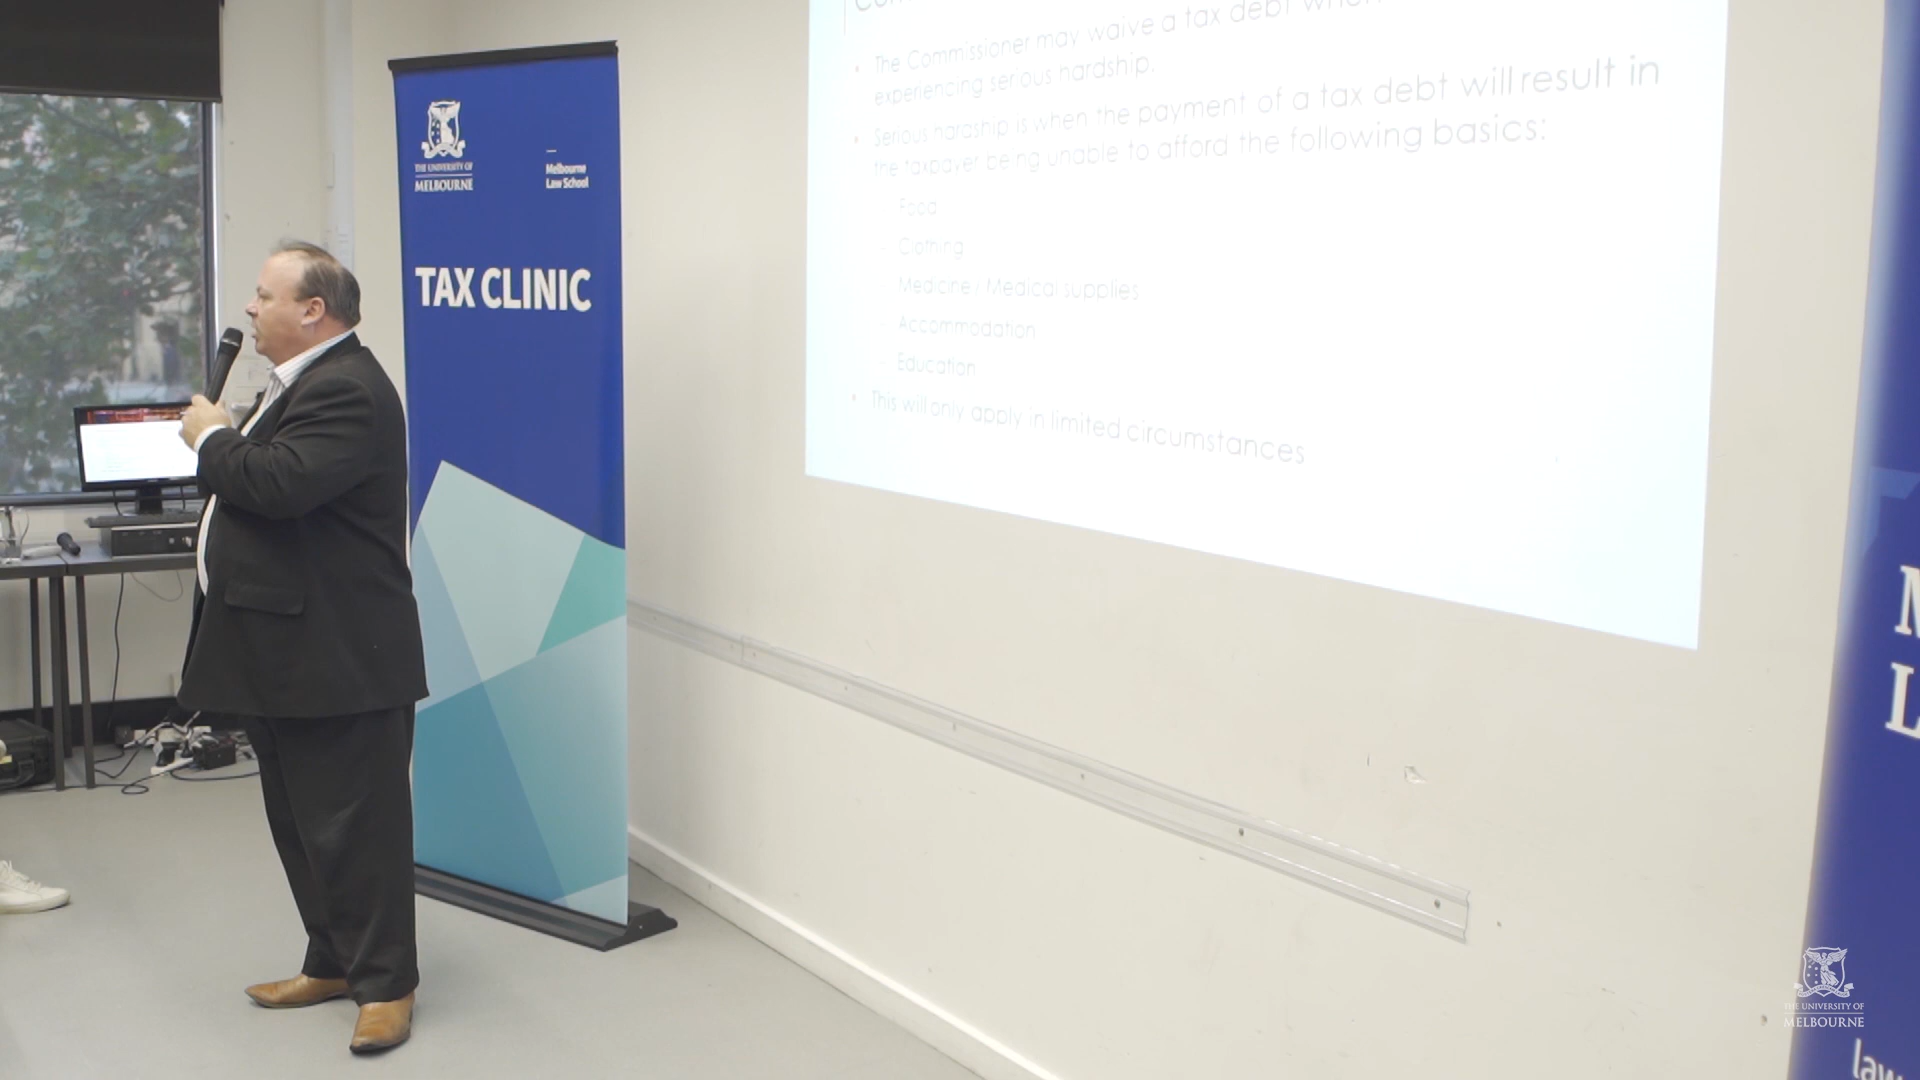 THE UNIVERSITY OF
MELBOURNE
Melbourne
Law School
TAX CLINIC
The Commissioner may waive a tax debt
experiencing serious hardship.
Serious hardship is when the payment of a tax debt will result in
the taxpayer being unable to afford the following basics:
Food
- Clothing
- Medicine / Medical supplies
- Accommodation
- Education
This will only apply in limited circumstances
THE UNIVERSITY OF
MELBOURNE